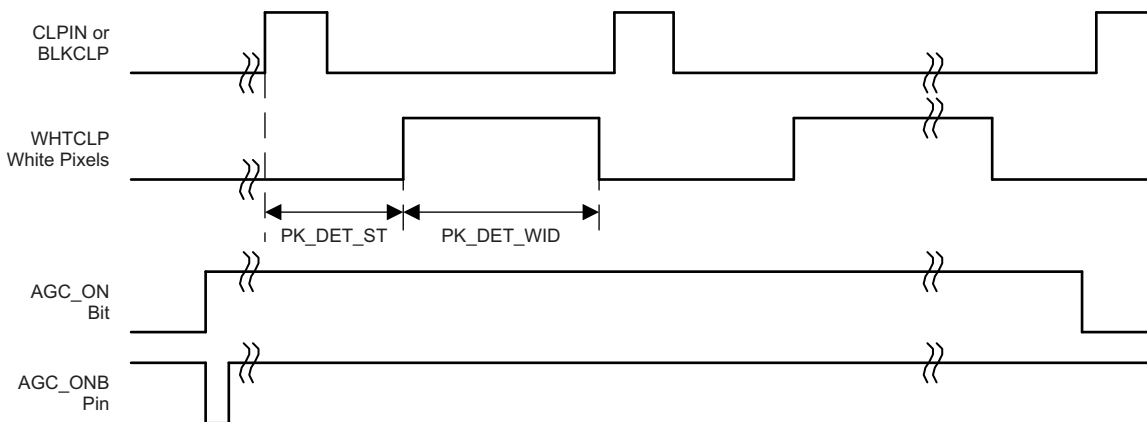 CLPIN or
BLKCLP
WHTCLP
White Pixels
PK_DET_ST
PK_DET_WID
AGC_ON
Bit
AGC_ONB
Pin